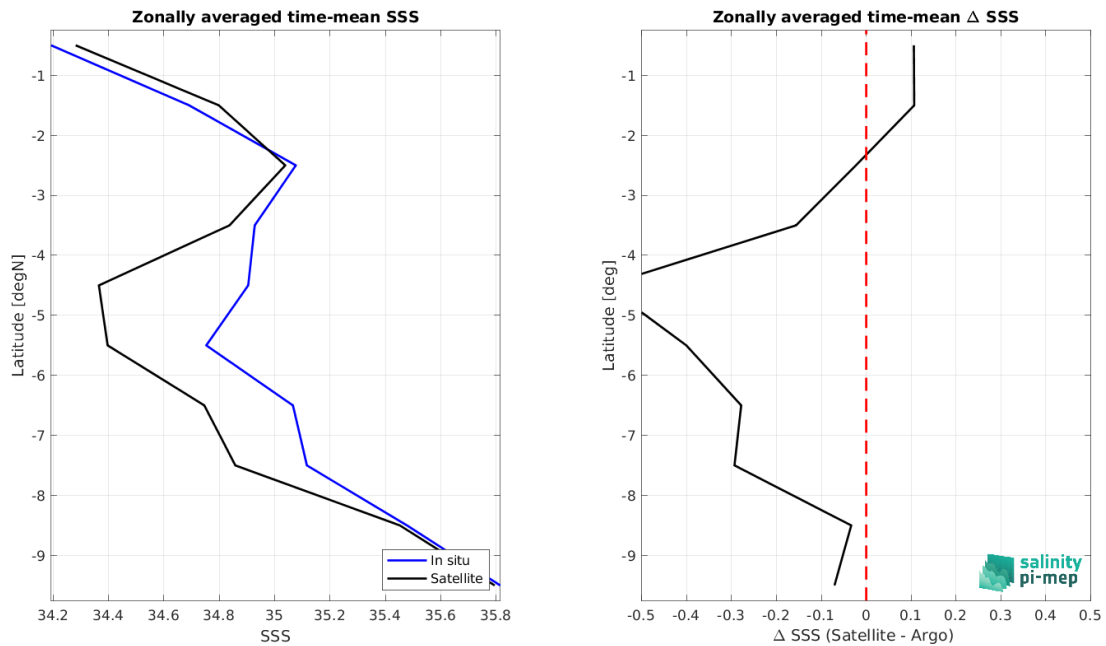 Zonally averaged time-mean SSS
-1
-2
-3
-4
-5
-6
-7
-8
-9
Latitude [degN]
In situ
Satellite
34.2 34.4 34.6 34.8 35 35.2 35.4 35.6 35.8
SSS
Zonally averaged time-mean Δ SSS
-1
-2
-3
-4
-5
-6
-7
-8
-9
Latitude [deg]
salinity
pi-mep
-0.5 -0.4 -0.3 -0.2 -0.1 0 0.1 0.2 0.3 0.4 0.5
Δ SSS (Satellite - Argo)